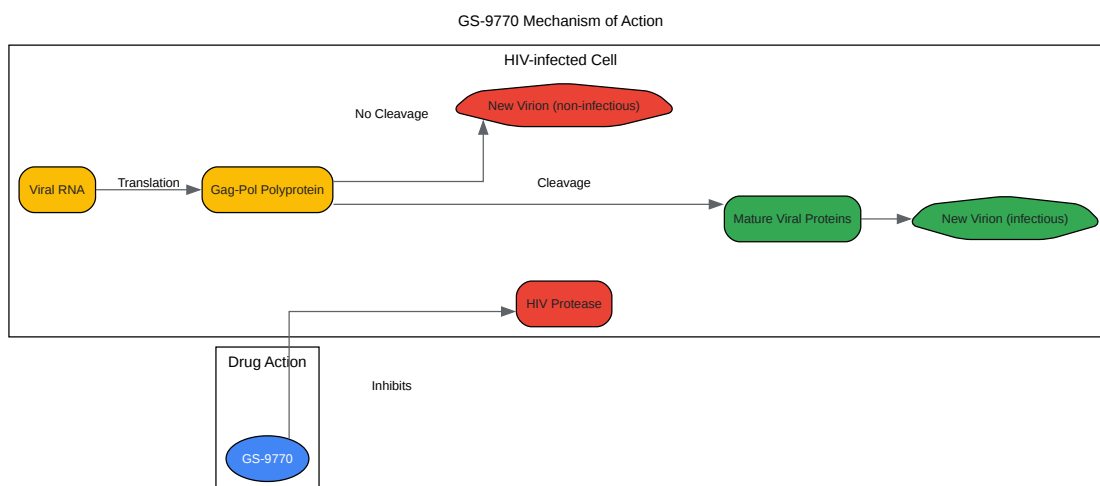 GS-9770 Mechanism of Action
HIV-infected Cell
New Virion (non-infectious)
No Cleavage
Viral RNA
Translation
Gag-Pol Polyprotein
Cleavage
Mature Viral Proteins
New Virion (infectious)
HIV Protease
Drug Action
Inhibits
GS-9770